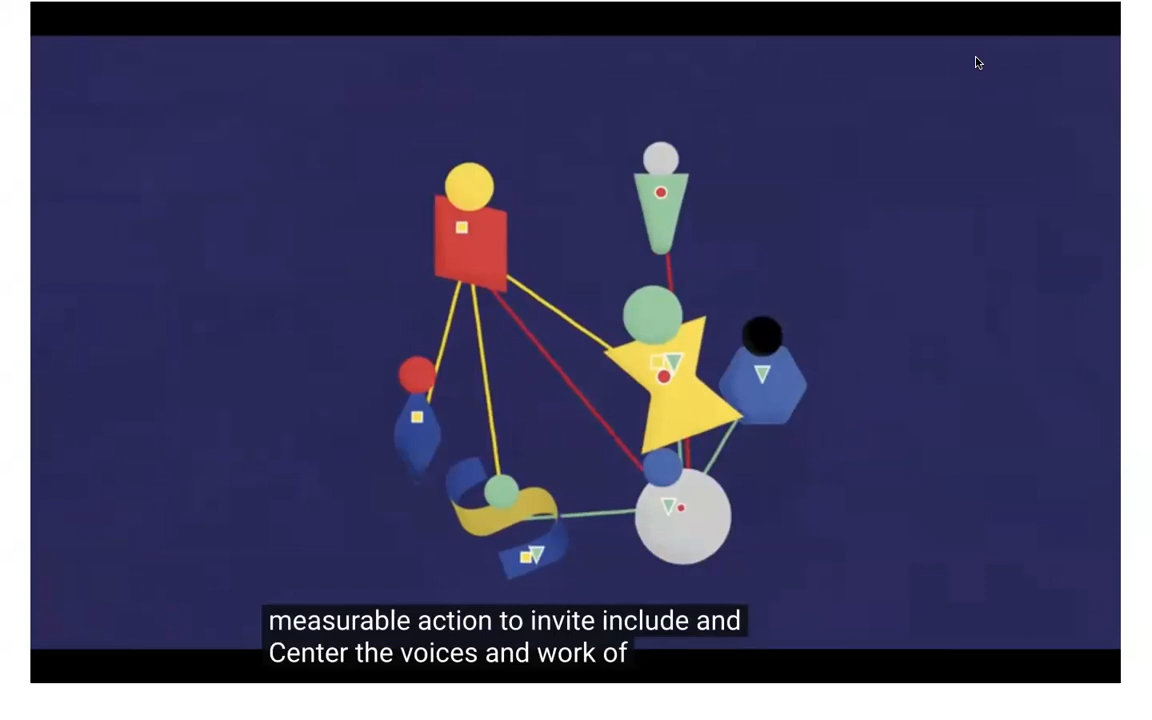 measurable action to invite include and
Center the voices and work of